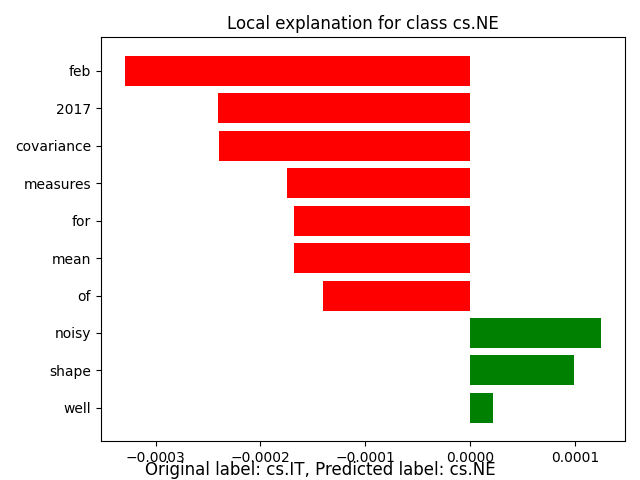 Local explanation for class cs.NE
feb
2017
covariance
measures
for
mean
of
noisy
shape
well
−0.0003 −0.0002 −0.0001 0.0000 0.0001
Original label: cs.IT, Predicted label: cs.NE